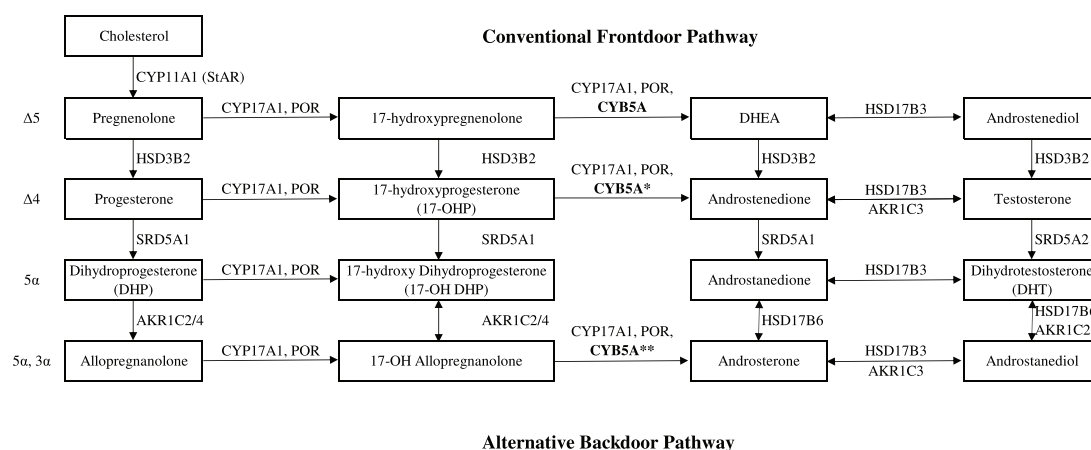 Cholesterol
Conventional Frontdoor Pathway
CYP11A1 (StAR)
CYP17A1, POR,
CYB5A
Δ5
Pregnenolone
CYP17A1, POR
17-hydroxypregnenolone
DHEA
HSD17B3
Androstenediol
HSD3B2
HSD3B2
HSD3B2
HSD3B2
CYP17A1, POR,
CYB5A*
Δ4
Progesterone
CYP17A1, POR
17-hydroxyprogesterone
(17-OHP)
Androstenedione
HSD17B3
AKR1C3
Testosterone
SRD5A1
SRD5A1
SRD5A1
SRD5A2
5α
Dihydroprogesterone
(DHP)
CYP17A1, POR
17-hydroxy Dihydroprogesterone
(17-OH DHP)
Androstanedione
HSD17B3
Dihydrotestosterone
(DHT)
AKR1C2/4
AKR1C2/4
HSD17B6
HSD17B6
AKR1C2
CYP17A1, POR,
CYB5A**
5α, 3α
Allopregnanolone
CYP17A1, POR
17-OH Allopregnanolone
Androsterone
HSD17B3
AKR1C3
Androstanediol
Alternative Backdoor Pathway